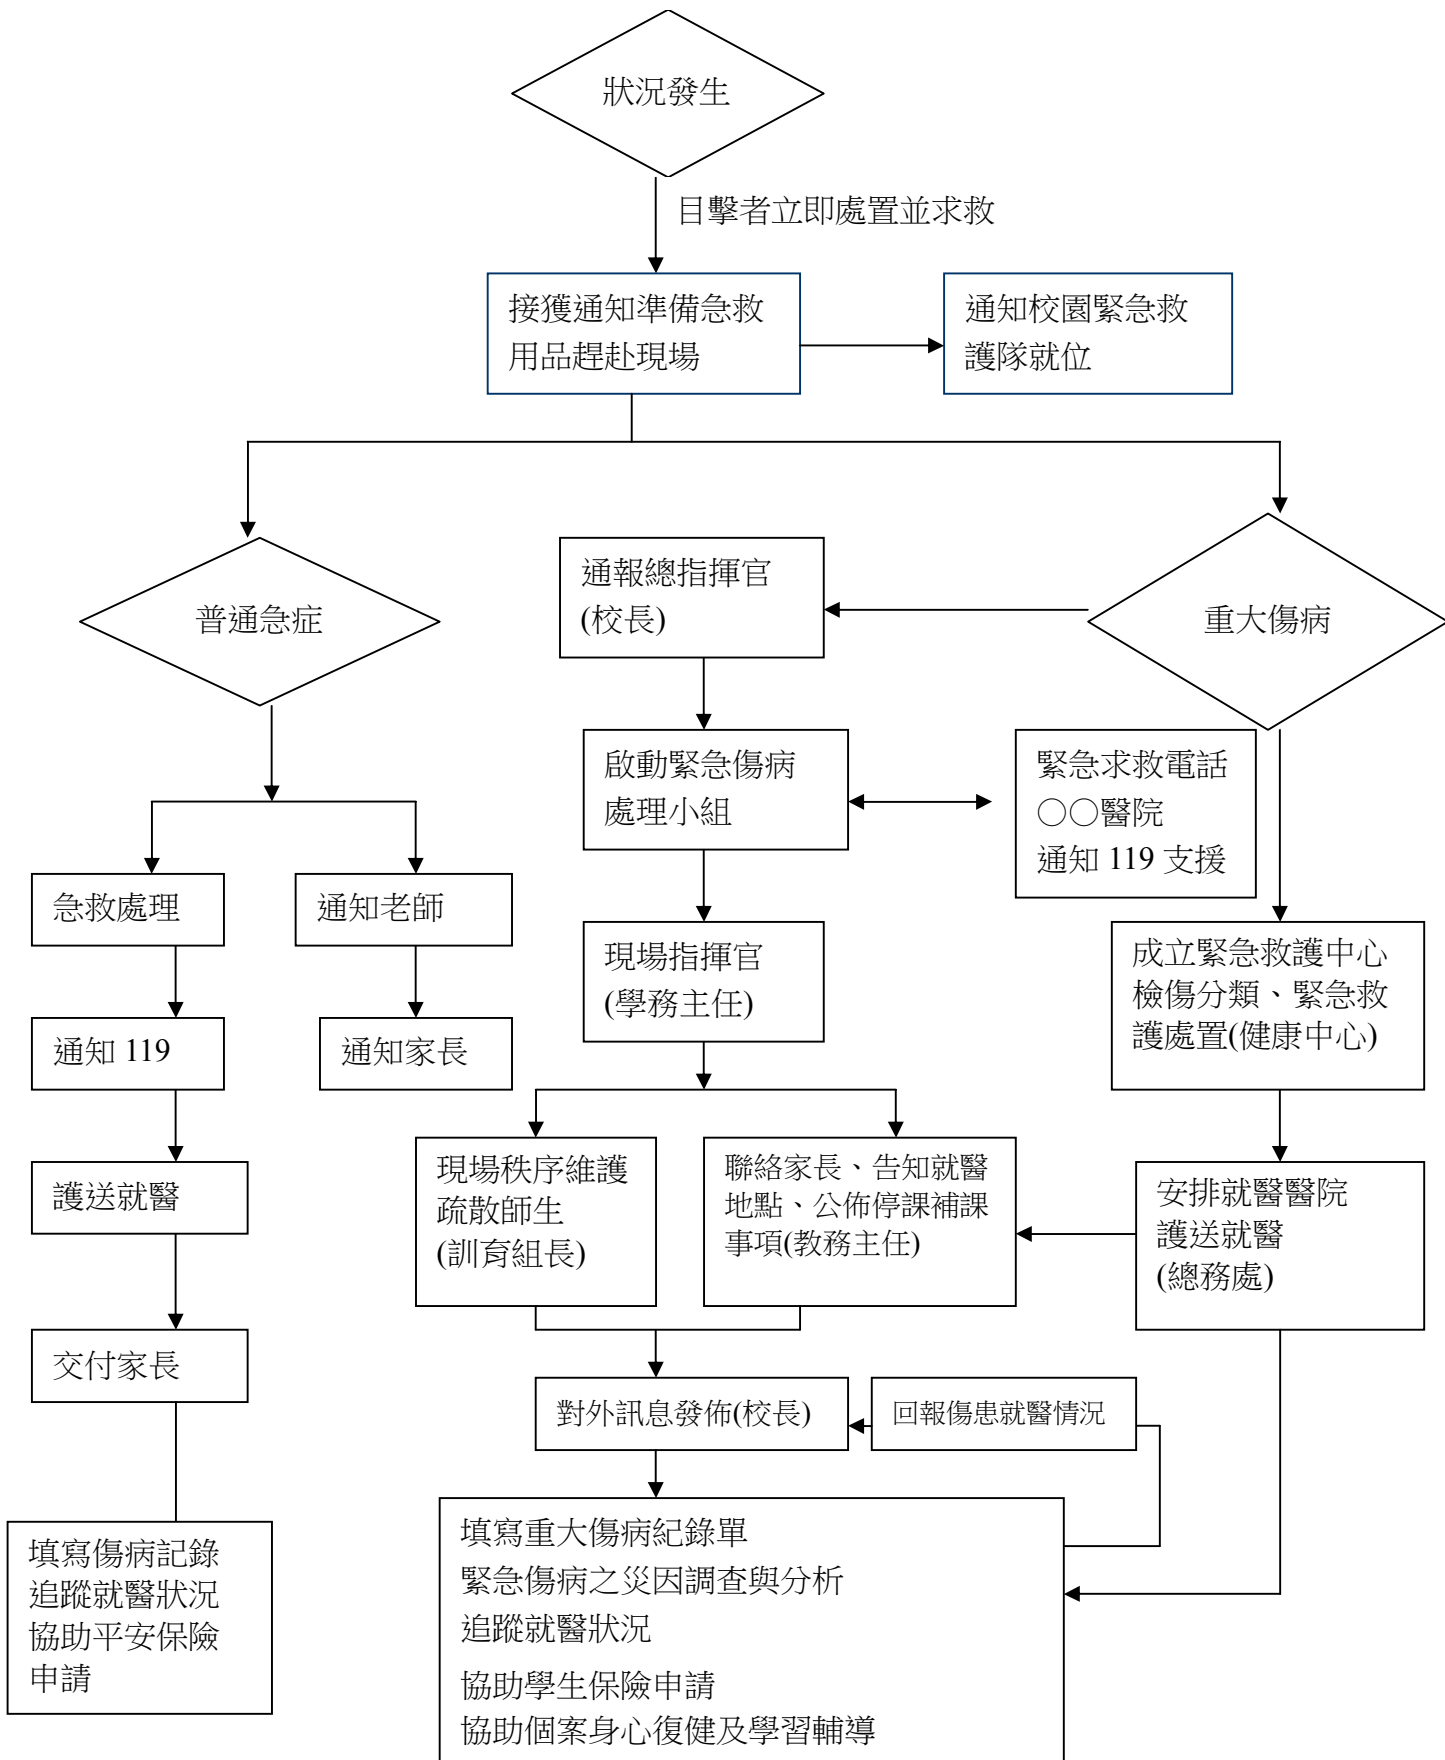 狀況發生
目擊者立即處置並求救
接獲通知準備急救
用品趕赴現場
通知校園緊急救
護隊就位
普通急症
通報總指揮官
(校長)
重大傷病
啟動緊急傷病
處理小組
緊急求救電話
○○醫院
通知 119 支援
急救處理
通知老師
現場指揮官
(學務主任)
成立緊急救護中心
檢傷分類、緊急救
護處置(健康中心)
通知 119
通知家長
護送就醫
現場秩序維護
疏散師生
(訓育組長)
聯絡家長、告知就醫
地點、公佈停課補課
事項(教務主任)
安排就醫醫院
護送就醫
(總務處)
交付家長
對外訊息發佈(校長)
回報傷患就醫情況
填寫傷病記錄
追蹤就醫狀況
協助平安保險
申請
填寫重大傷病紀錄單
緊急傷病之災因調查與分析
追蹤就醫狀況
協助學生保險申請
協助個案身心復健及學習輔導